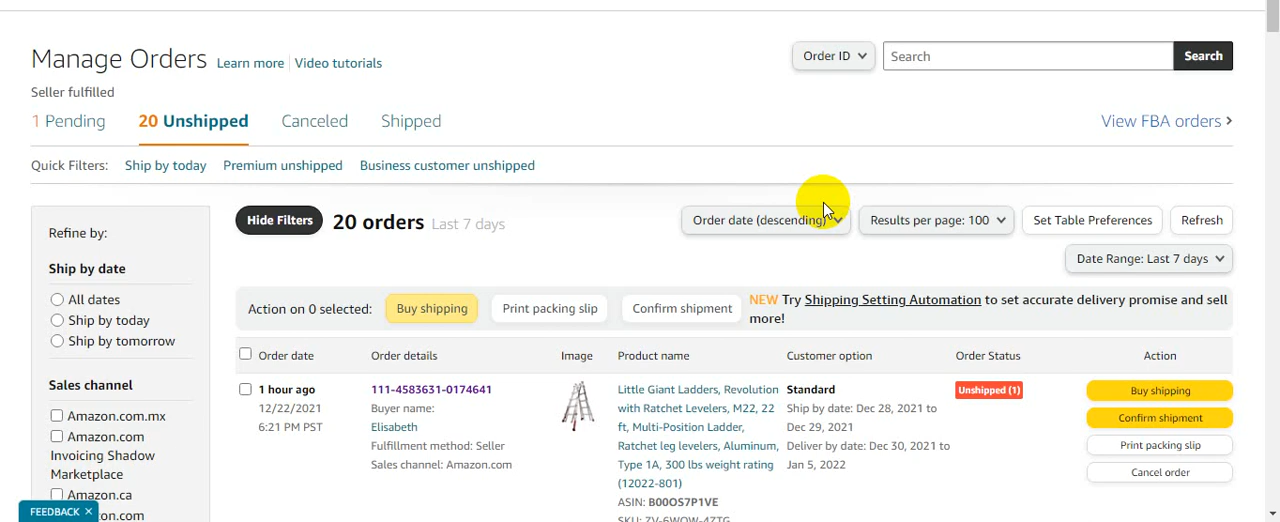 Manage Orders Learn more Video tutorials
Order ID Search Search
Seller fulfilled
1 Pending 20 Unshipped Canceled Shipped View FBA orders
Quick Filters: Ship by today Premium unshipped Business customer unshipped
Hide Filters 20 orders Last 7 days Order date (descending) Results per page: 100 Set Table Preferences Refresh
Date Range: Last 7 days
Refine by:
Ship by date
All dates
Ship by today
Ship by tomorrow
Sales channel
Amazon.com.mx
Amazon.com
Invoicing Shadow
Marketplace
Amazon.ca
FEEDBACK ×
Action on 0 selected: Buy shipping Print packing slip Confirm shipment NEW Try Shipping Setting Automation to set accurate delivery promise and sell
more!
Order date Order details Image Product name Customer option Order Status Action
1 hour ago
12/22/2021
6:21 PM PST
111-4583631-0174641
Buyer name:
Elisabeth
Fulfillment method: Seller
Sales channel: Amazon.com
Little Giant Ladders, Revolution
with Ratchet Levelers, M22, 22
ft, Multi-Position Ladder,
Ratchet leg levelers, Aluminum,
Type 1A, 300 lbs weight rating
(12022-801)
ASIN: B00OS7P1VE
Standard
Ship by date: Dec 28, 2021 to
Dec 29, 2021
Deliver by date: Dec 30, 2021 to
Jan 5, 2022
Unshipped (1)
Buy shipping
Confirm shipment
Print packing slip
Cancel order